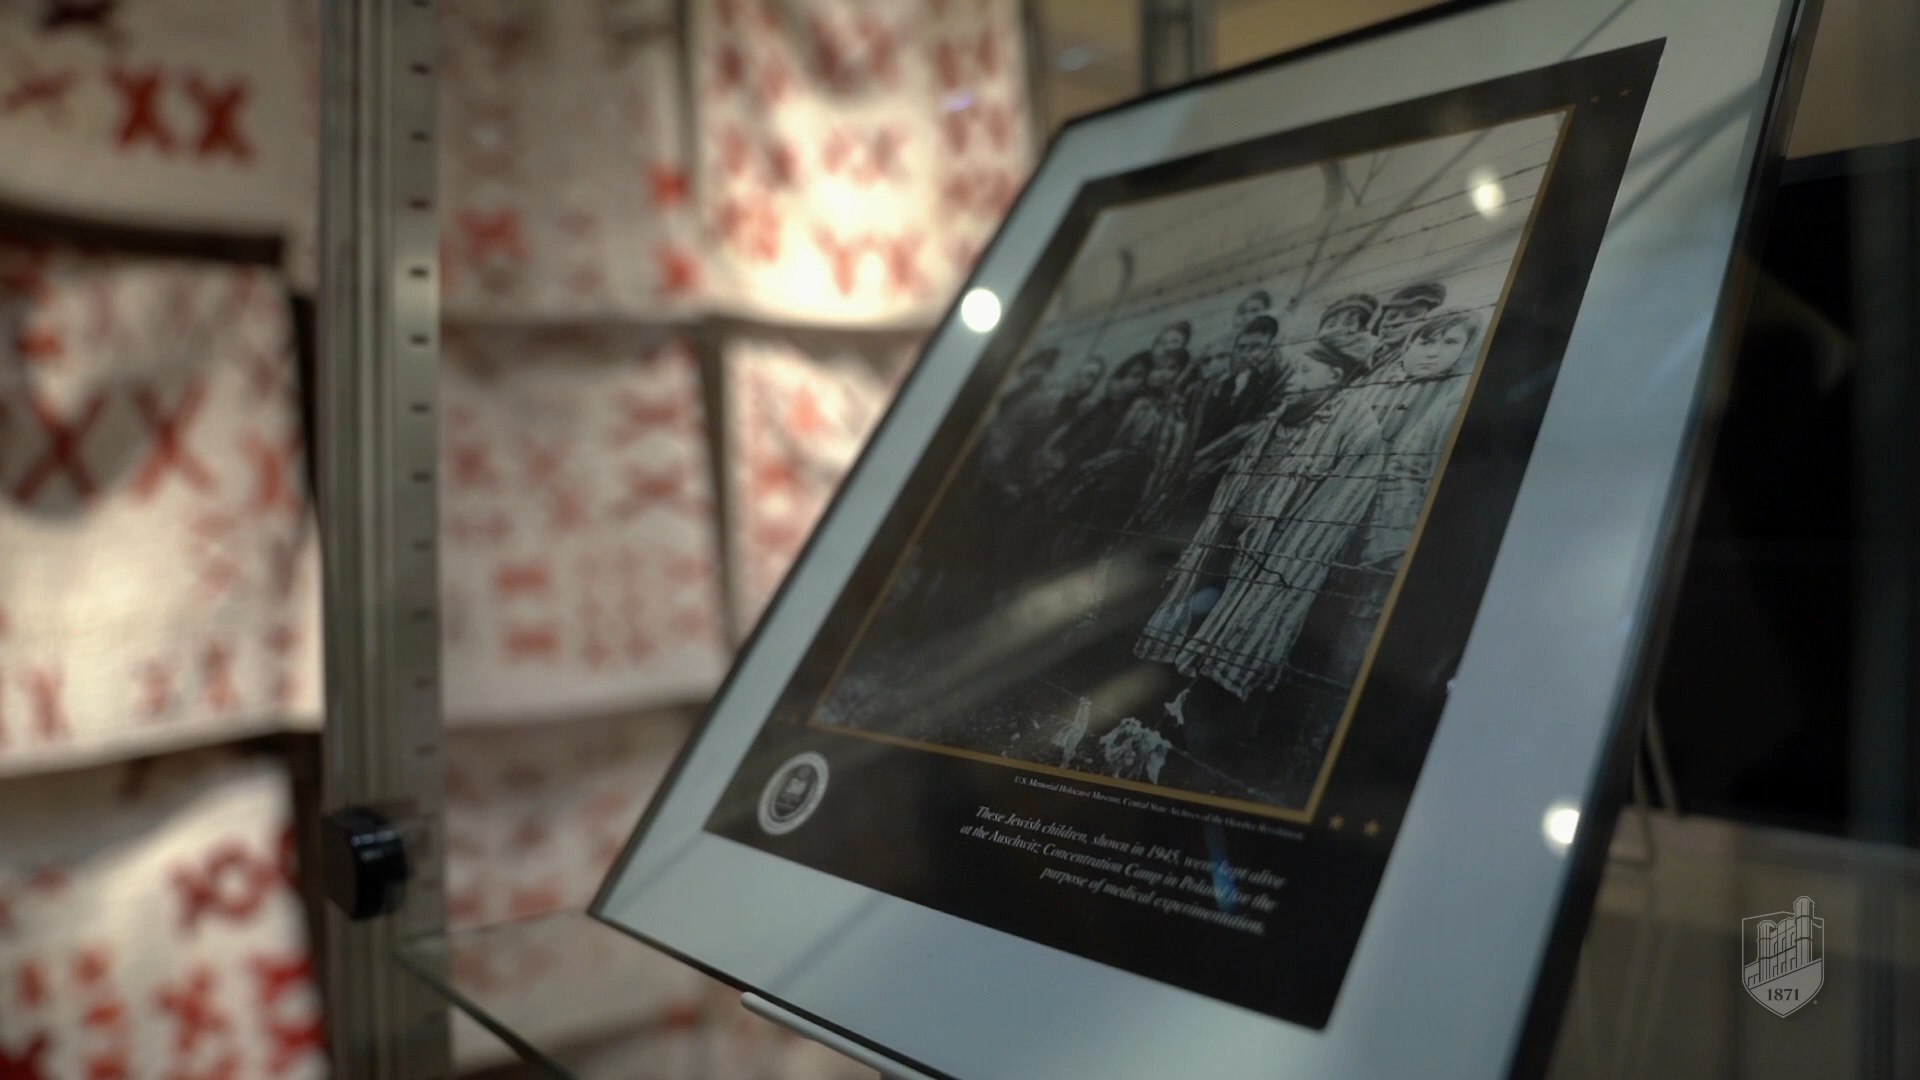 U.S. Memorial Holocaust Museum, Central State Archives of the October Revolution
These Jewish children, shown in 1945, were kept alive
at the Auschwitz Concentration Camp in Poland for the
purpose of medical experimentation.
1871